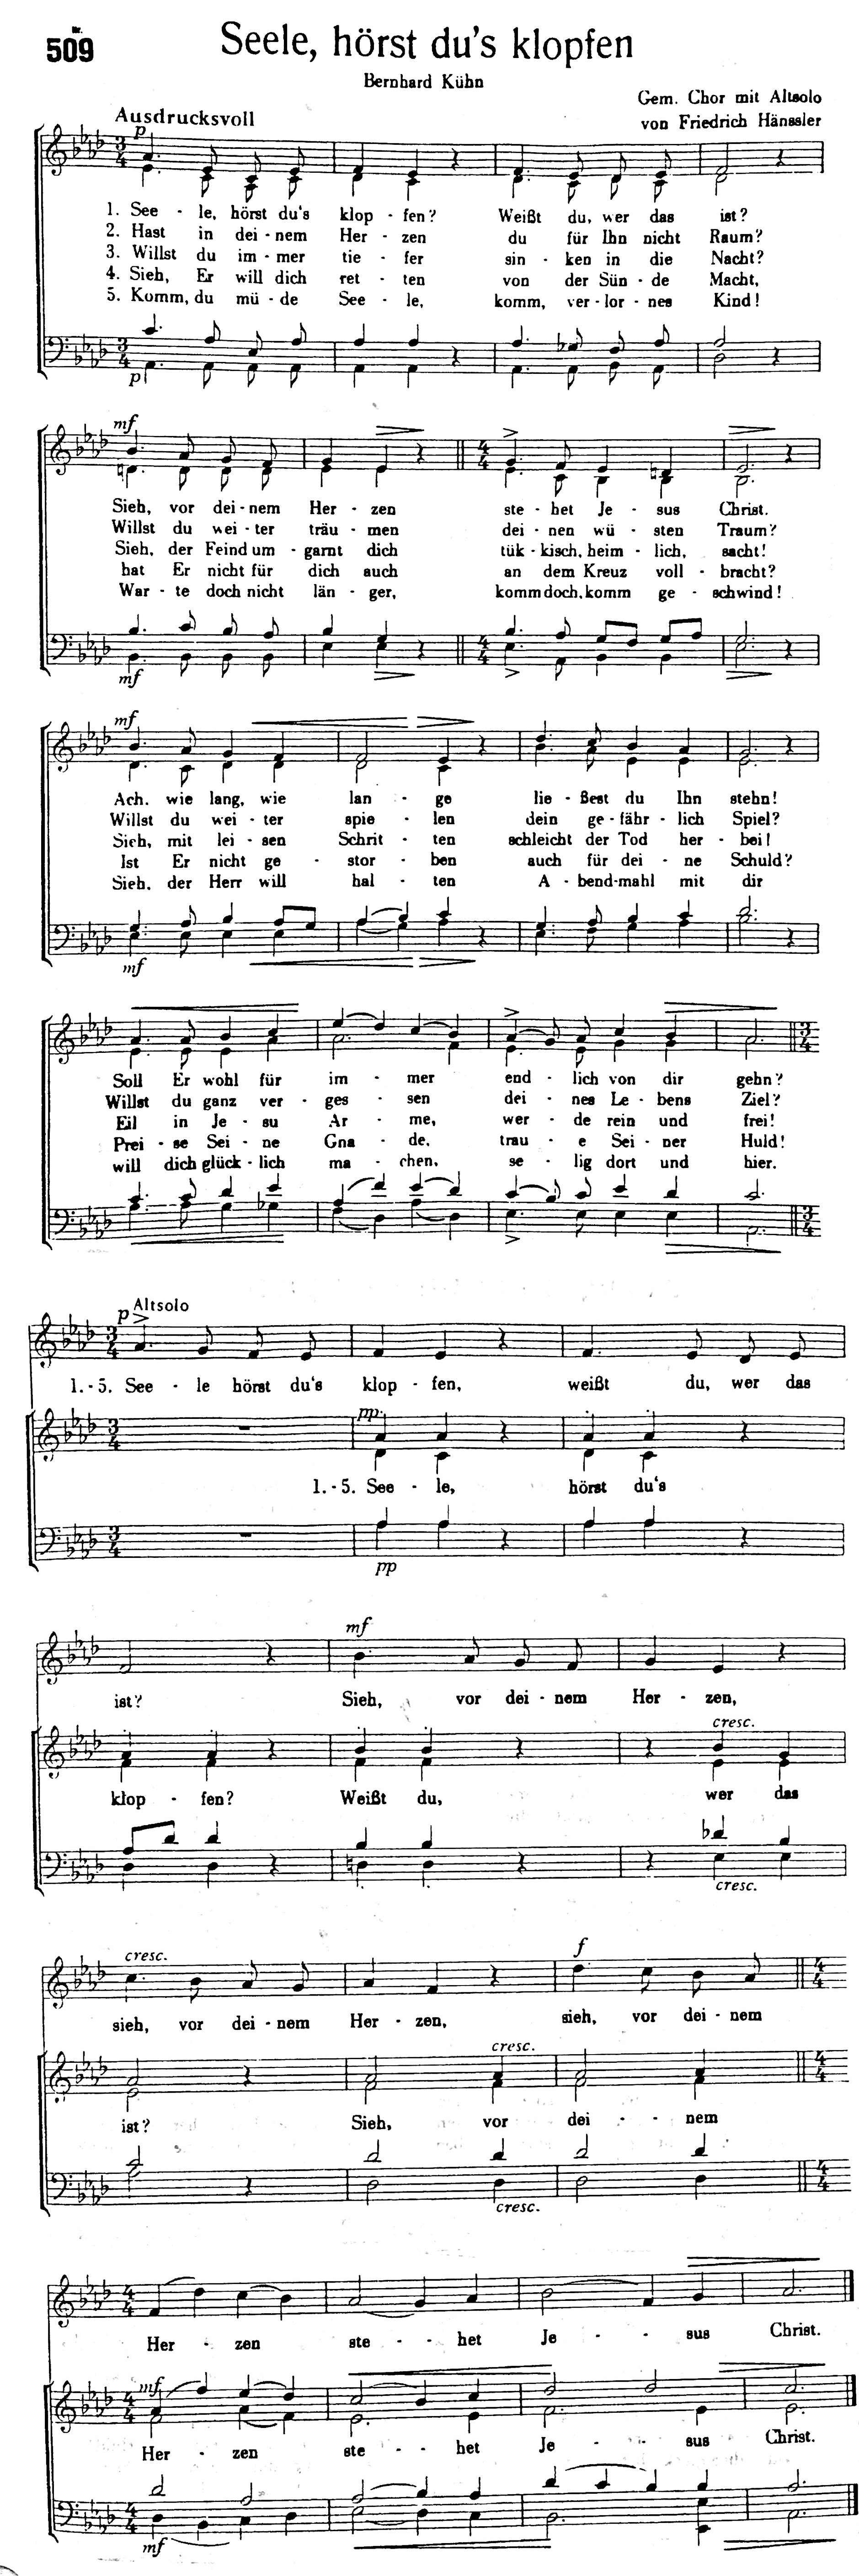 Nr.
509
Seele, hörst du's klopfen
Bernhard Kühn
Gem. Chor mit Altsolo
von Friedrich Hänssler
Ausdrucksvoll
p
1. See - le, hörst du's klop - fen? Weißt du, wer das ist?
2. Hast in dei - nem Her - zen du für Ihn nicht Raum?
3. Willst du im - mer tie - fer sin - ken in die Nacht?
4. Sieh, Er will dich ret - ten von der Sün - de Macht,
5. Komm, du mü - de See - le, komm, ver - lor - nes Kind!
p
mf
Sieh, vor dei - nem Her - zen ste - het Je - sus Christ.
Willst du wei - ter träu - men dei - nen wü - sten Traum?
Sieh, der Feind um - garnt dich tük - kisch, heim - lich, sacht!
hat Er nicht für dich auch an dem Kreuz voll - bracht?
War - te doch nicht län - ger, komm doch, komm ge - schwind!
mf
mf
Ach, wie lang, wie lan - ge lie - ßest du Ihn stehn!
Willst du wei - ter spie - len dein ge - fähr - lich Spiel?
Sieh, mit lei - sen Schrit - ten schleicht der Tod her - bei!
Ist Er nicht ge - stor - ben auch für dei - ne Schuld?
Sieh, der Herr will hal - ten A - bend - mahl mit dir
mf
Soll Er wohl für im - mer end - lich von dir gehn?
Willst du ganz ver - ges - sen dei - nes Le - bens Ziel?
Eil in Je - su Ar - me, wer - de rein und frei!
Prei - se Sei - ne Gna - de, trau - e Sei - ner Huld!
will dich glück - lich ma - chen, se - lig dort und hier.
p Altsolo
1.-5. See - le hörst du's klop - fen, weißt du, wer das
pp
1.-5. See - le, hörst du's
pp
mf
ist? Sieh, vor dei - nem Her - zen,
cresc.
klop - fen? Weißt du, wer das
cresc.
cresc. f
sieh, vor dei - nem Her - zen, sieh, vor dei - nem
cresc.
ist? Sieh, vor dei - nem
cresc.
Her - zen ste - het Je - sus Christ.
mf
Her - zen ste - het Je - sus Christ.
mf